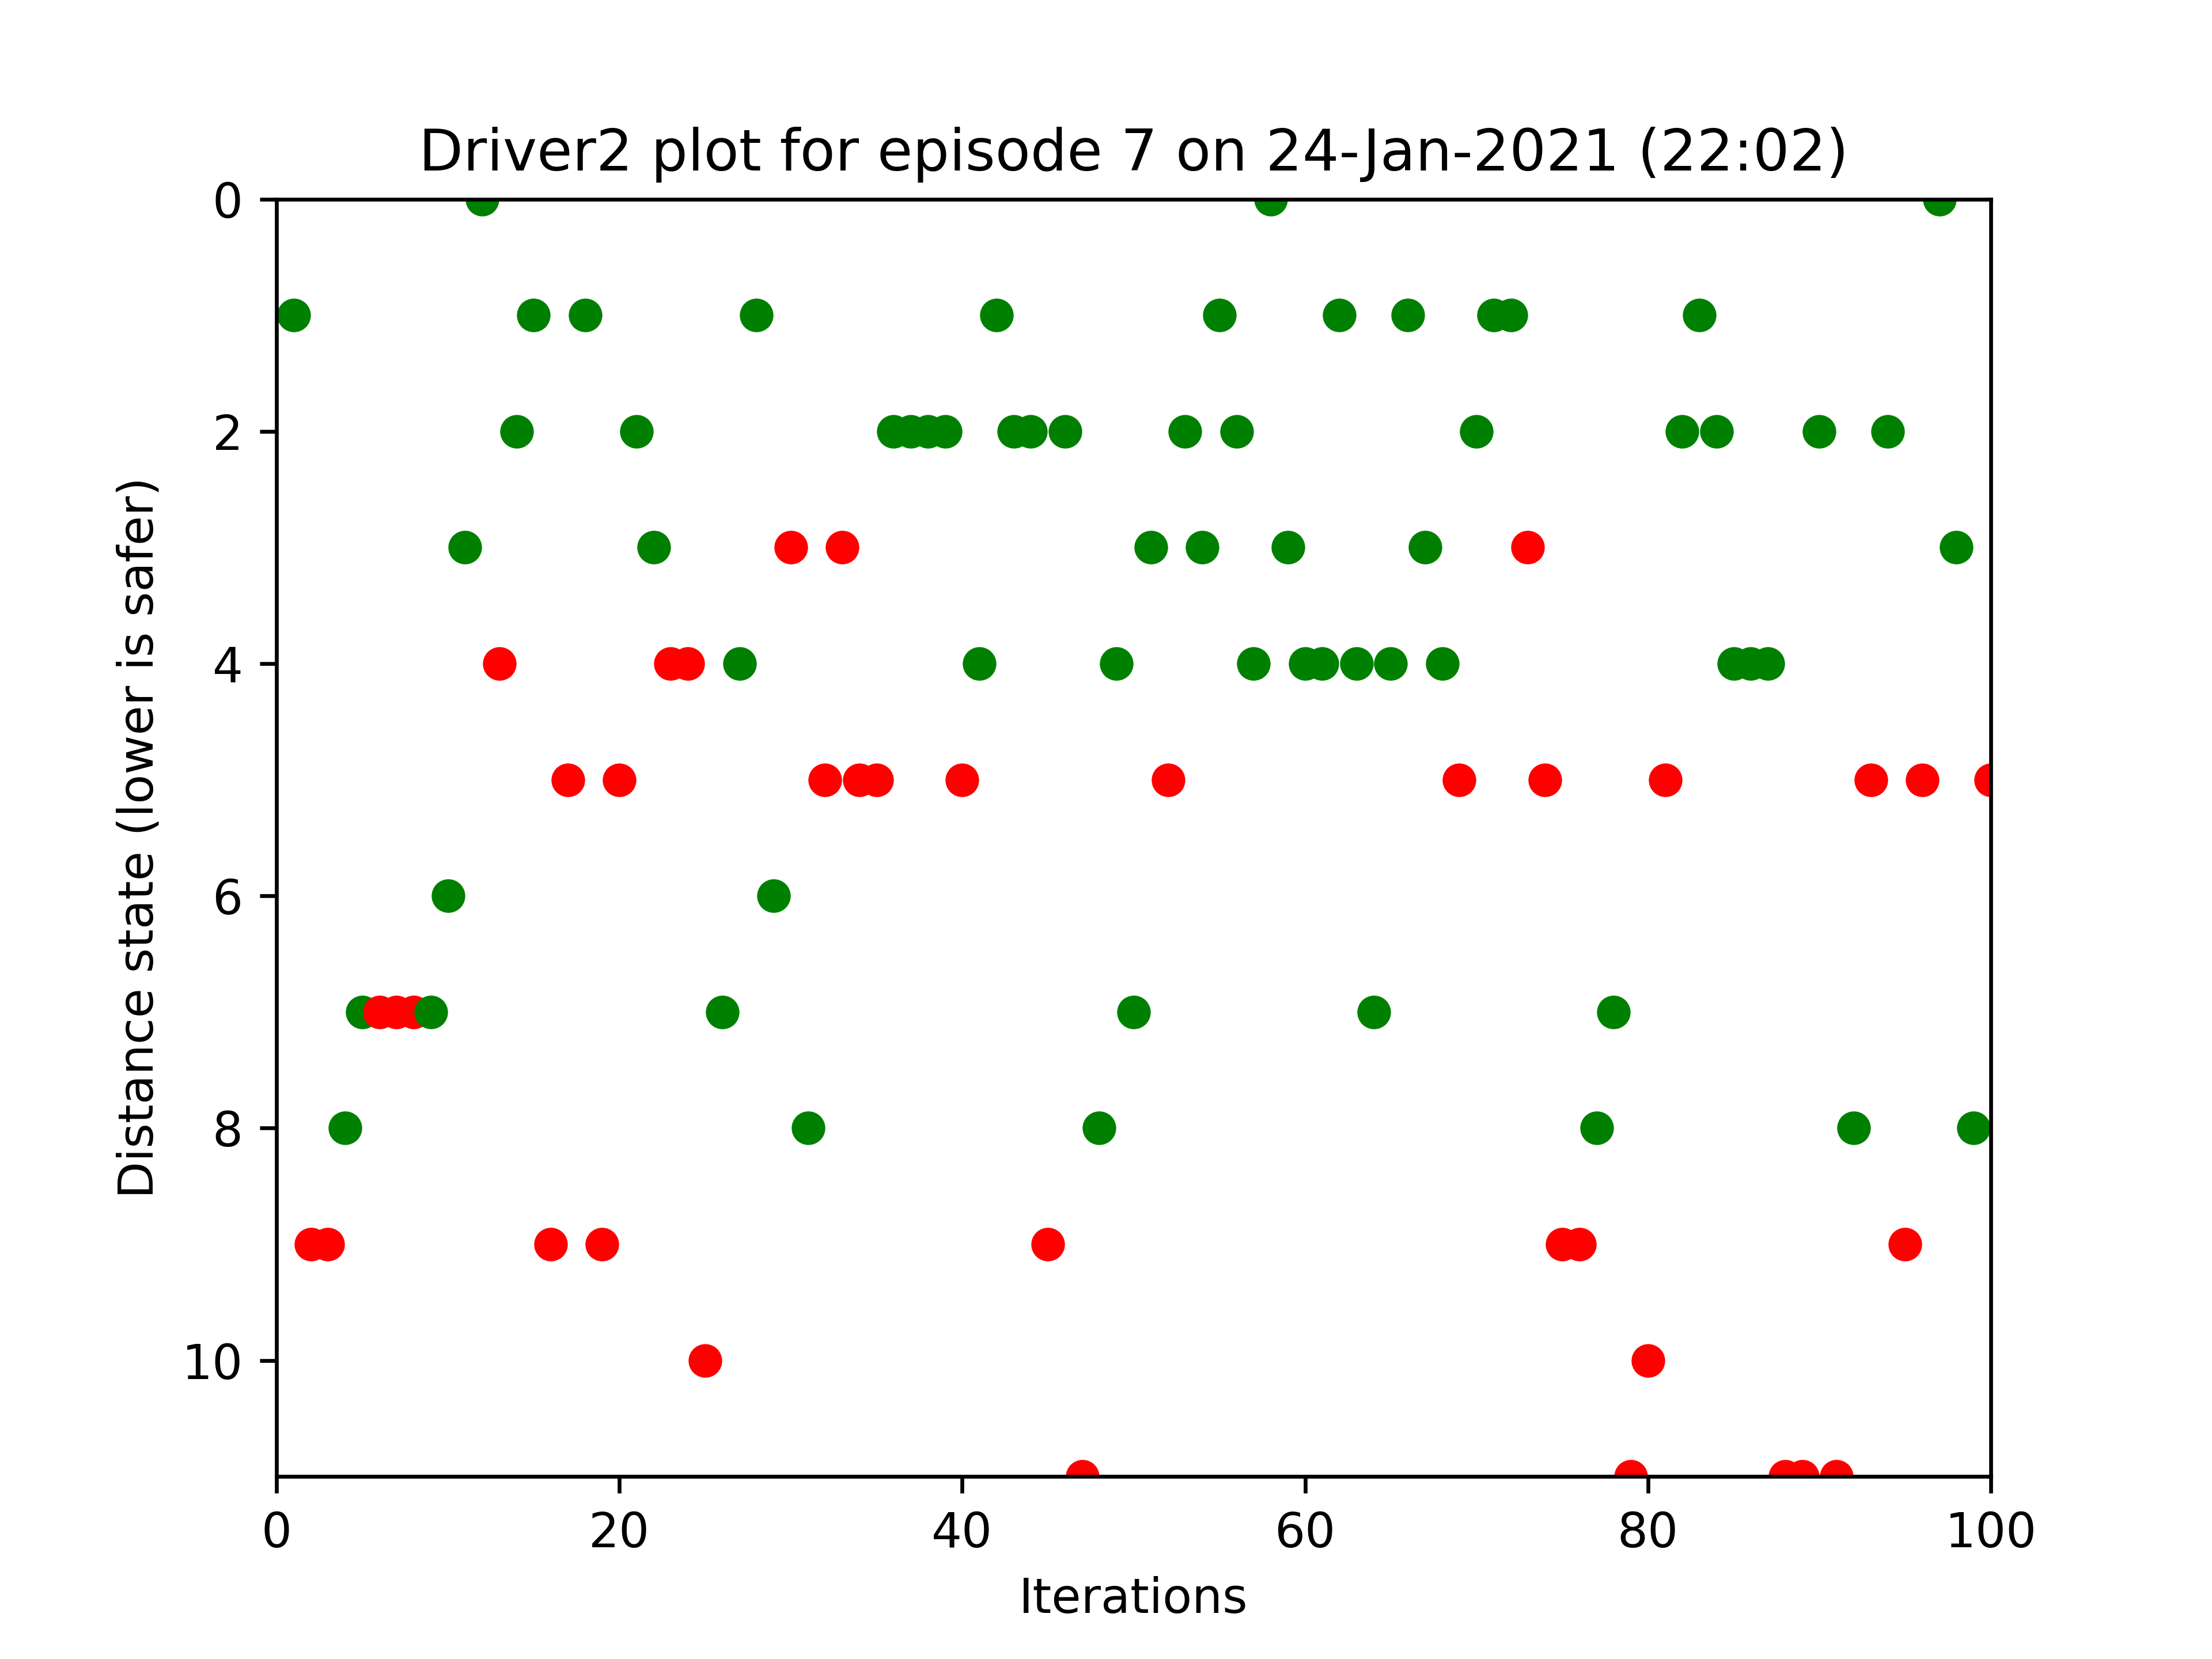 Driver2 plot for episode 7 on 24-Jan-2021 (22:02)
0
2
4
6
8
10
Distance state (lower is safer)
0 20 40 60 80 100
Iterations